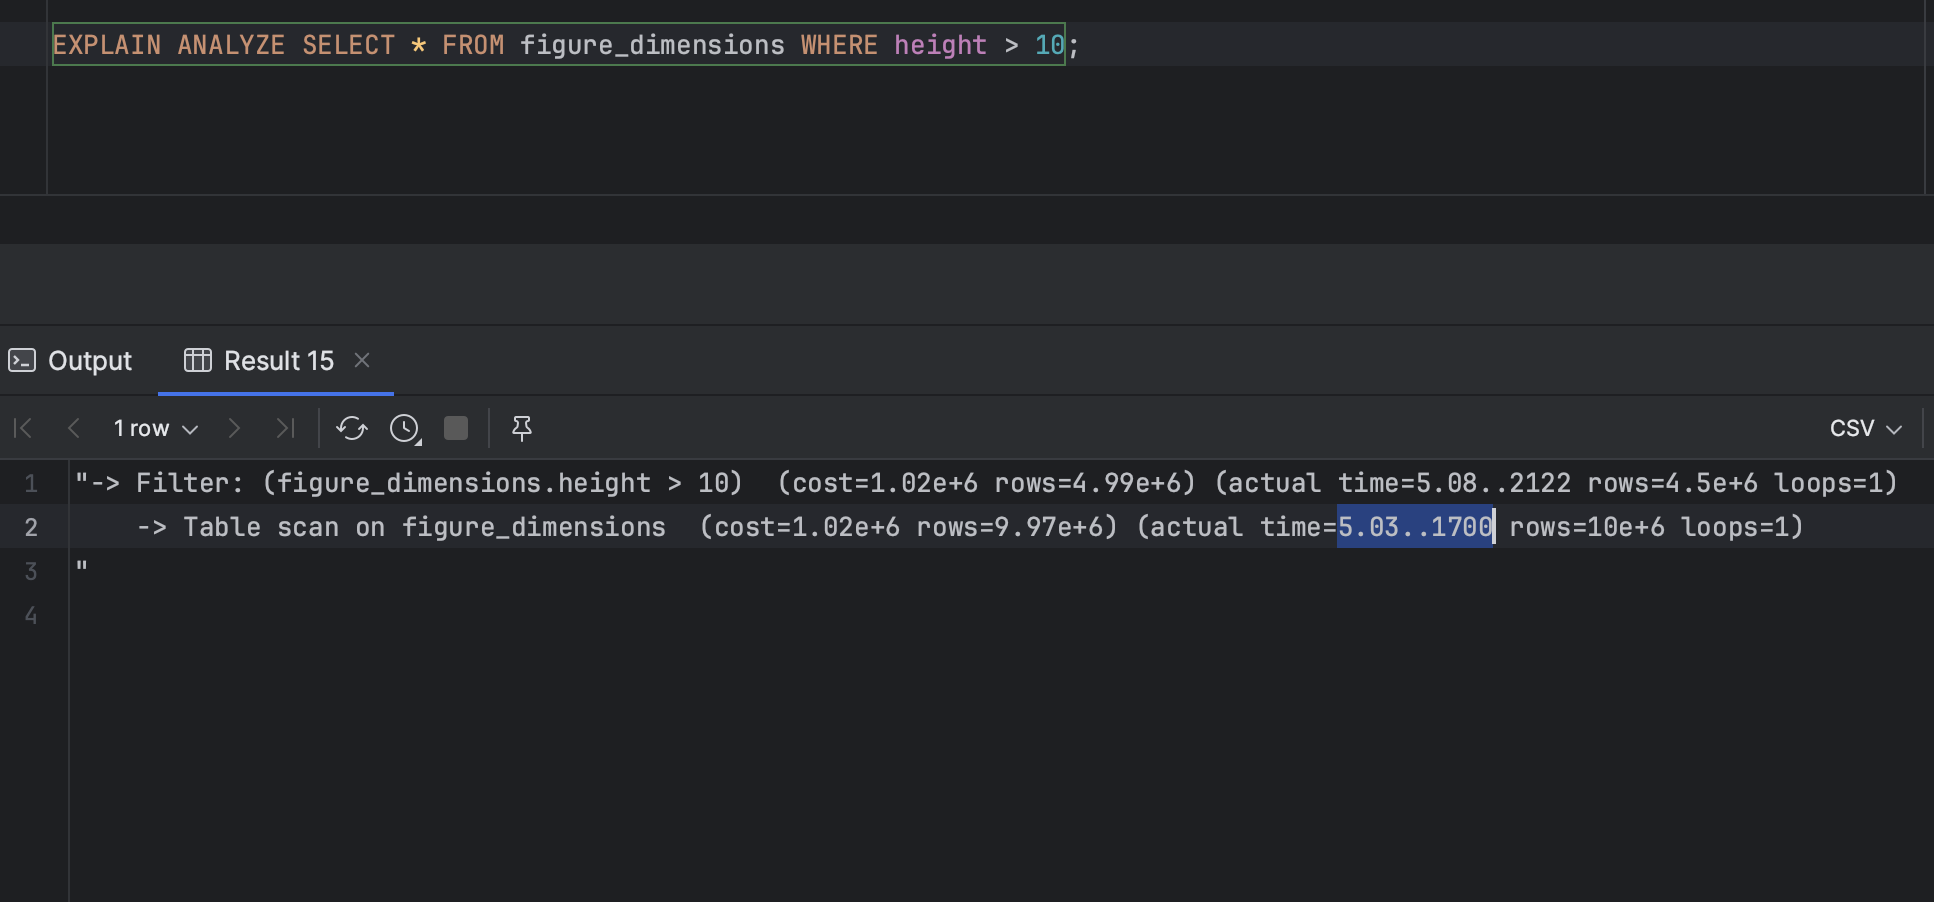 EXPLAIN ANALYZE SELECT * FROM figure_dimensions WHERE height > 10;
Output
Result 15
1 row
CSV
1 "-> Filter: (figure_dimensions.height > 10)  (cost=1.02e+6 rows=4.99e+6) (actual time=5.08..2122 rows=4.5e+6 loops=1)
2     -> Table scan on figure_dimensions  (cost=1.02e+6 rows=9.97e+6) (actual time=5.03..1700 rows=10e+6 loops=1)
3 "
4